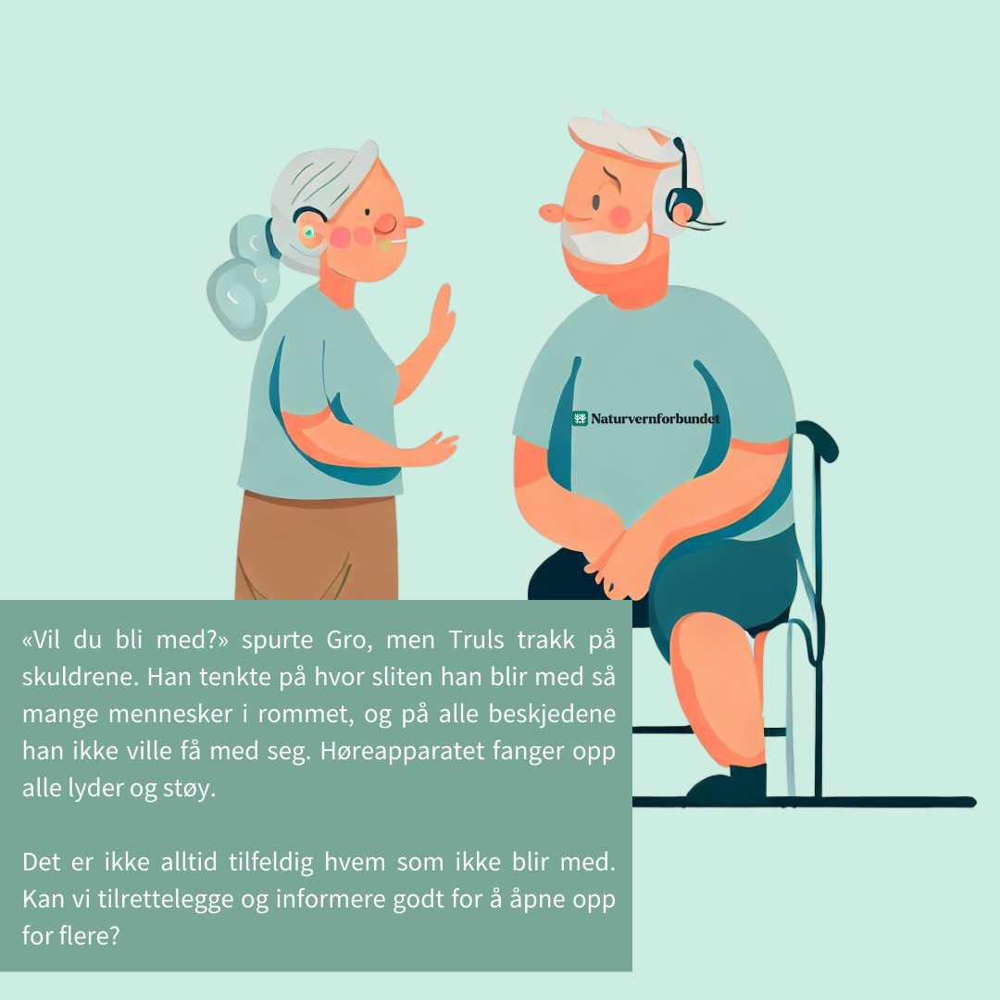 Naturvernforbundet
«Vil du bli med?» spurte Gro, men Truls trakk på
skuldrene. Han tenkte på hvor sliten han blir med så
mange mennesker i rommet, og på alle beskjedene
han ikke ville få med seg. Høreapparatet fanger opp
alle lyder og støy.
Det er ikke alltid tilfeldig hvem som ikke blir med.
Kan vi tilrettelegge og informere godt for å åpne opp
for flere?